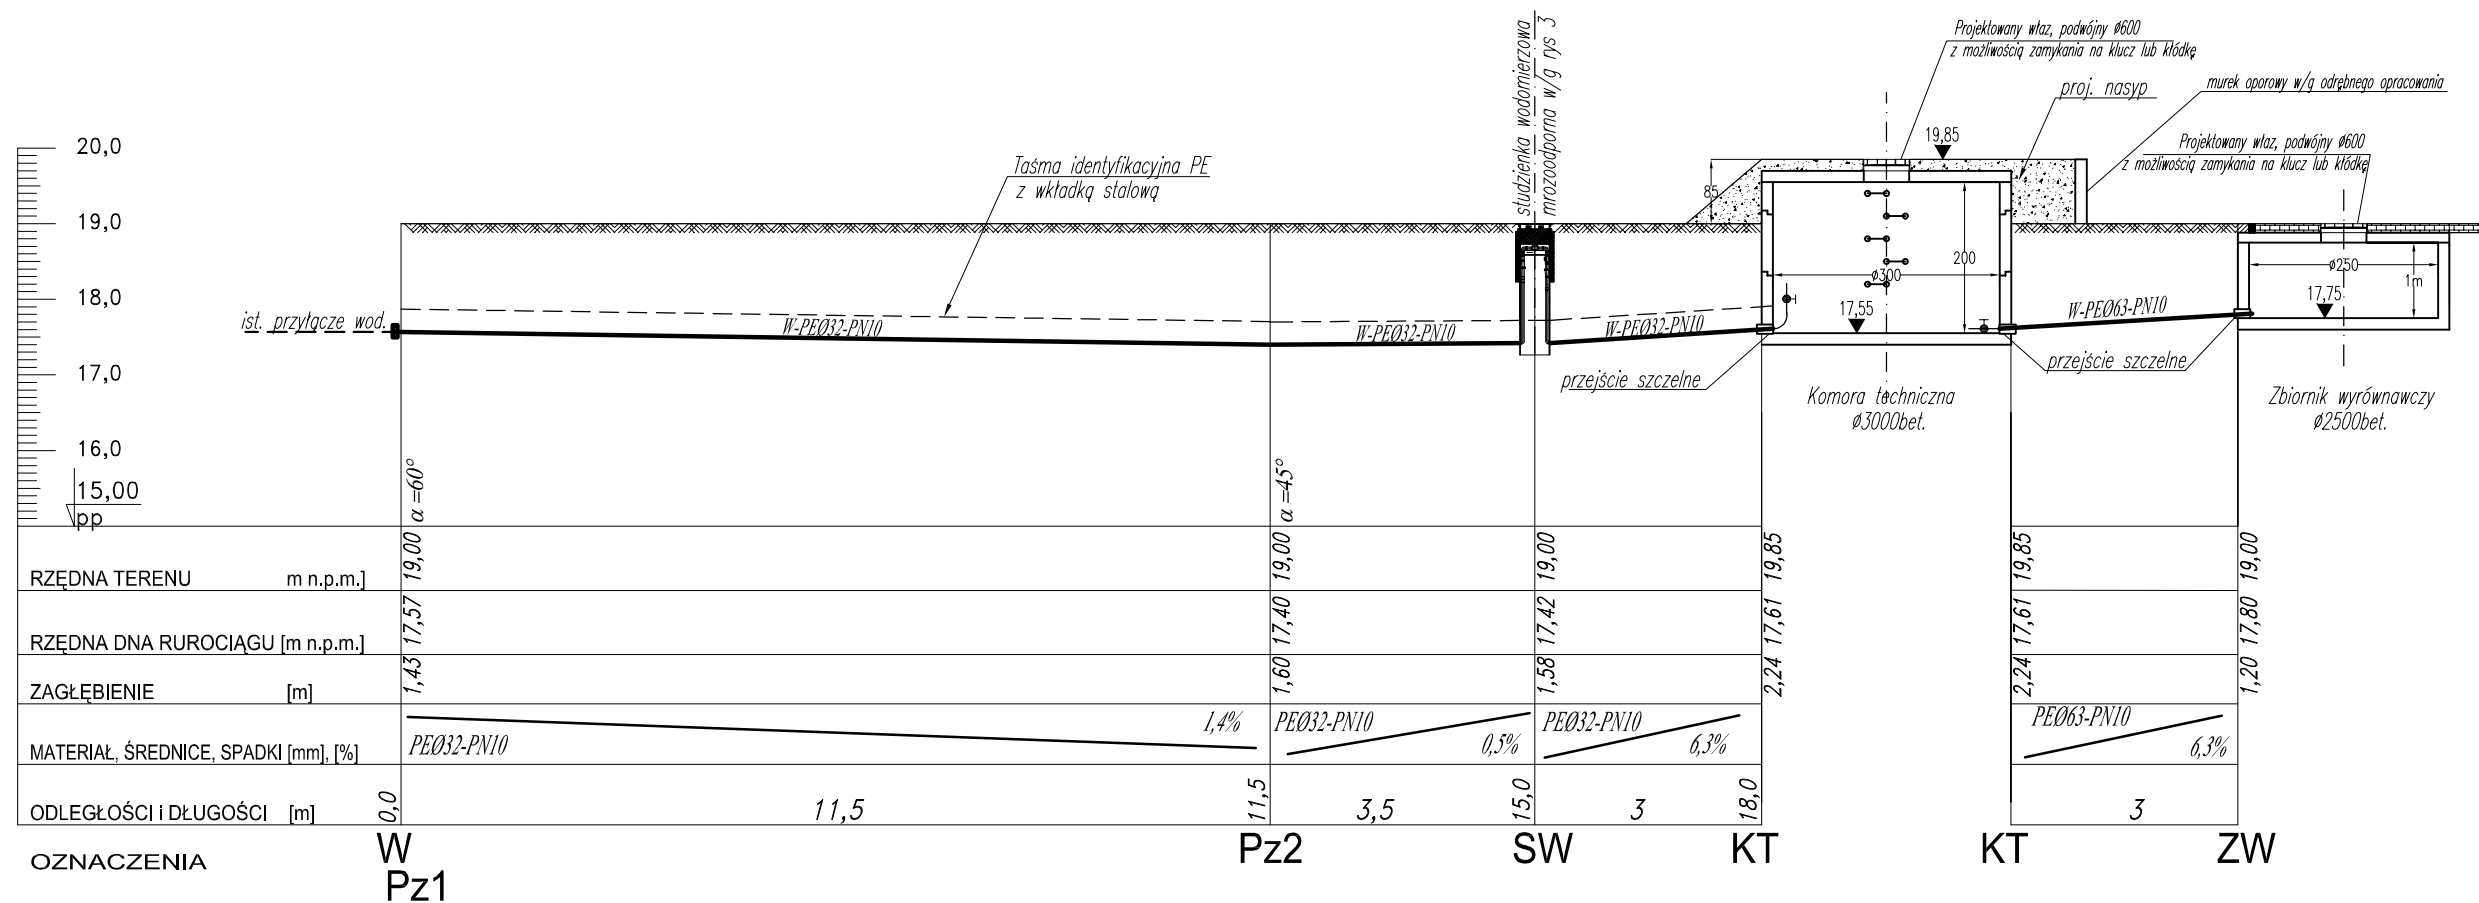 studzienka wodomierzowa
mrozoodporna w/g rys 3
Projektowany właz, podwójny ø600
z możliwością zamykania na klucz lub kłódkę
proj. nasyp
murek oporowy w/g odrębnego opracowania
Projektowany właz, podwójny ø600
z możliwością zamykania na klucz lub kłódkę
20,0
19,0
18,0
17,0
16,0
15,00
pp
Taśma identyfikacyjna PE
z wkładką stalową
19,85
85
200
ø300
17,55
ø250
1m
17,75
ist. przyłącze wod.
W-PEØ32-PN10
W-PEØ32-PN10
W-PEØ32-PN10
W-PEØ63-PN10
przejście szczelne
przejście szczelne
Komora techniczna
ø3000bet.
Zbiornik wyrównawczy
ø2500bet.
α=60°
α=45°
RZĘDNA TERENU m n.p.m.] 19,00 19,00 19,00 19,85 19,85 19,00
RZĘDNA DNA RUROCIĄGU [m n.p.m.] 17,57 17,40 17,42 17,61 17,61 17,80
ZAGŁĘBIENIE [m] 1,43 1,60 1,58 2,24 2,24 1,20
MATERIAŁ, ŚREDNICE, SPADKI [mm], [%] PEØ32-PN10 1,4% PEØ32-PN10 0,5% PEØ32-PN10 6,3% PEØ63-PN10 6,3%
ODLEGŁOŚCI i DŁUGOŚCI [m] 0,0 11,5 11,5 3,5 15,0 3 18,0 3
OZNACZENIA W Pz2 SW KT KT ZW
Pz1